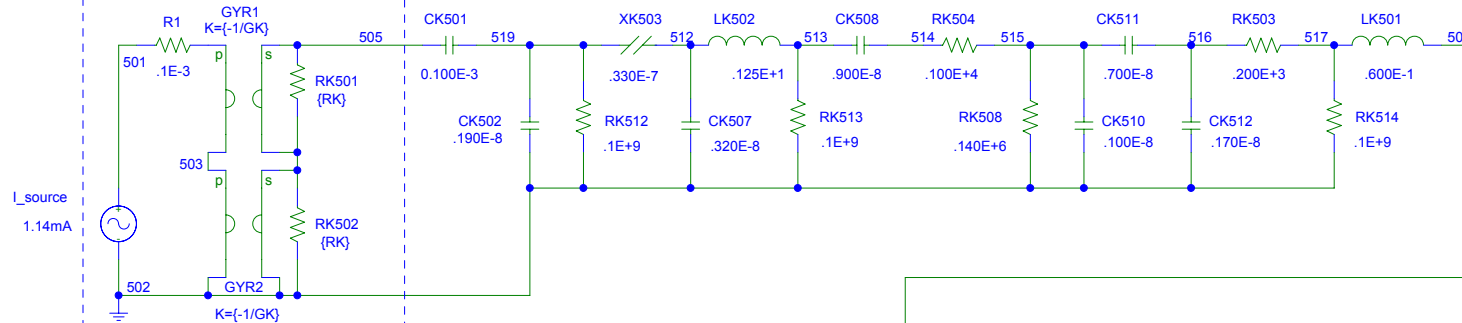 GYR1
K={-1/GK}
R1
.1E-3
501
p
s
505
CK501
0.100E-3
519
XK503
.330E-7
512
LK502
.125E+1
513
CK508
.900E-8
514
RK504
.100E+4
515
CK511
.700E-8
516
RK503
.200E+3
517
LK501
.600E-1
RK501
{RK}
CK502
.190E-8
RK512
.1E+9
CK507
.320E-8
RK513
.1E+9
RK508
.140E+6
CK510
.100E-8
CK512
.170E-8
RK514
.1E+9
503
p
s
I_source
1.14mA
+
-
RK502
{RK}
502
GYR2
K={-1/GK}